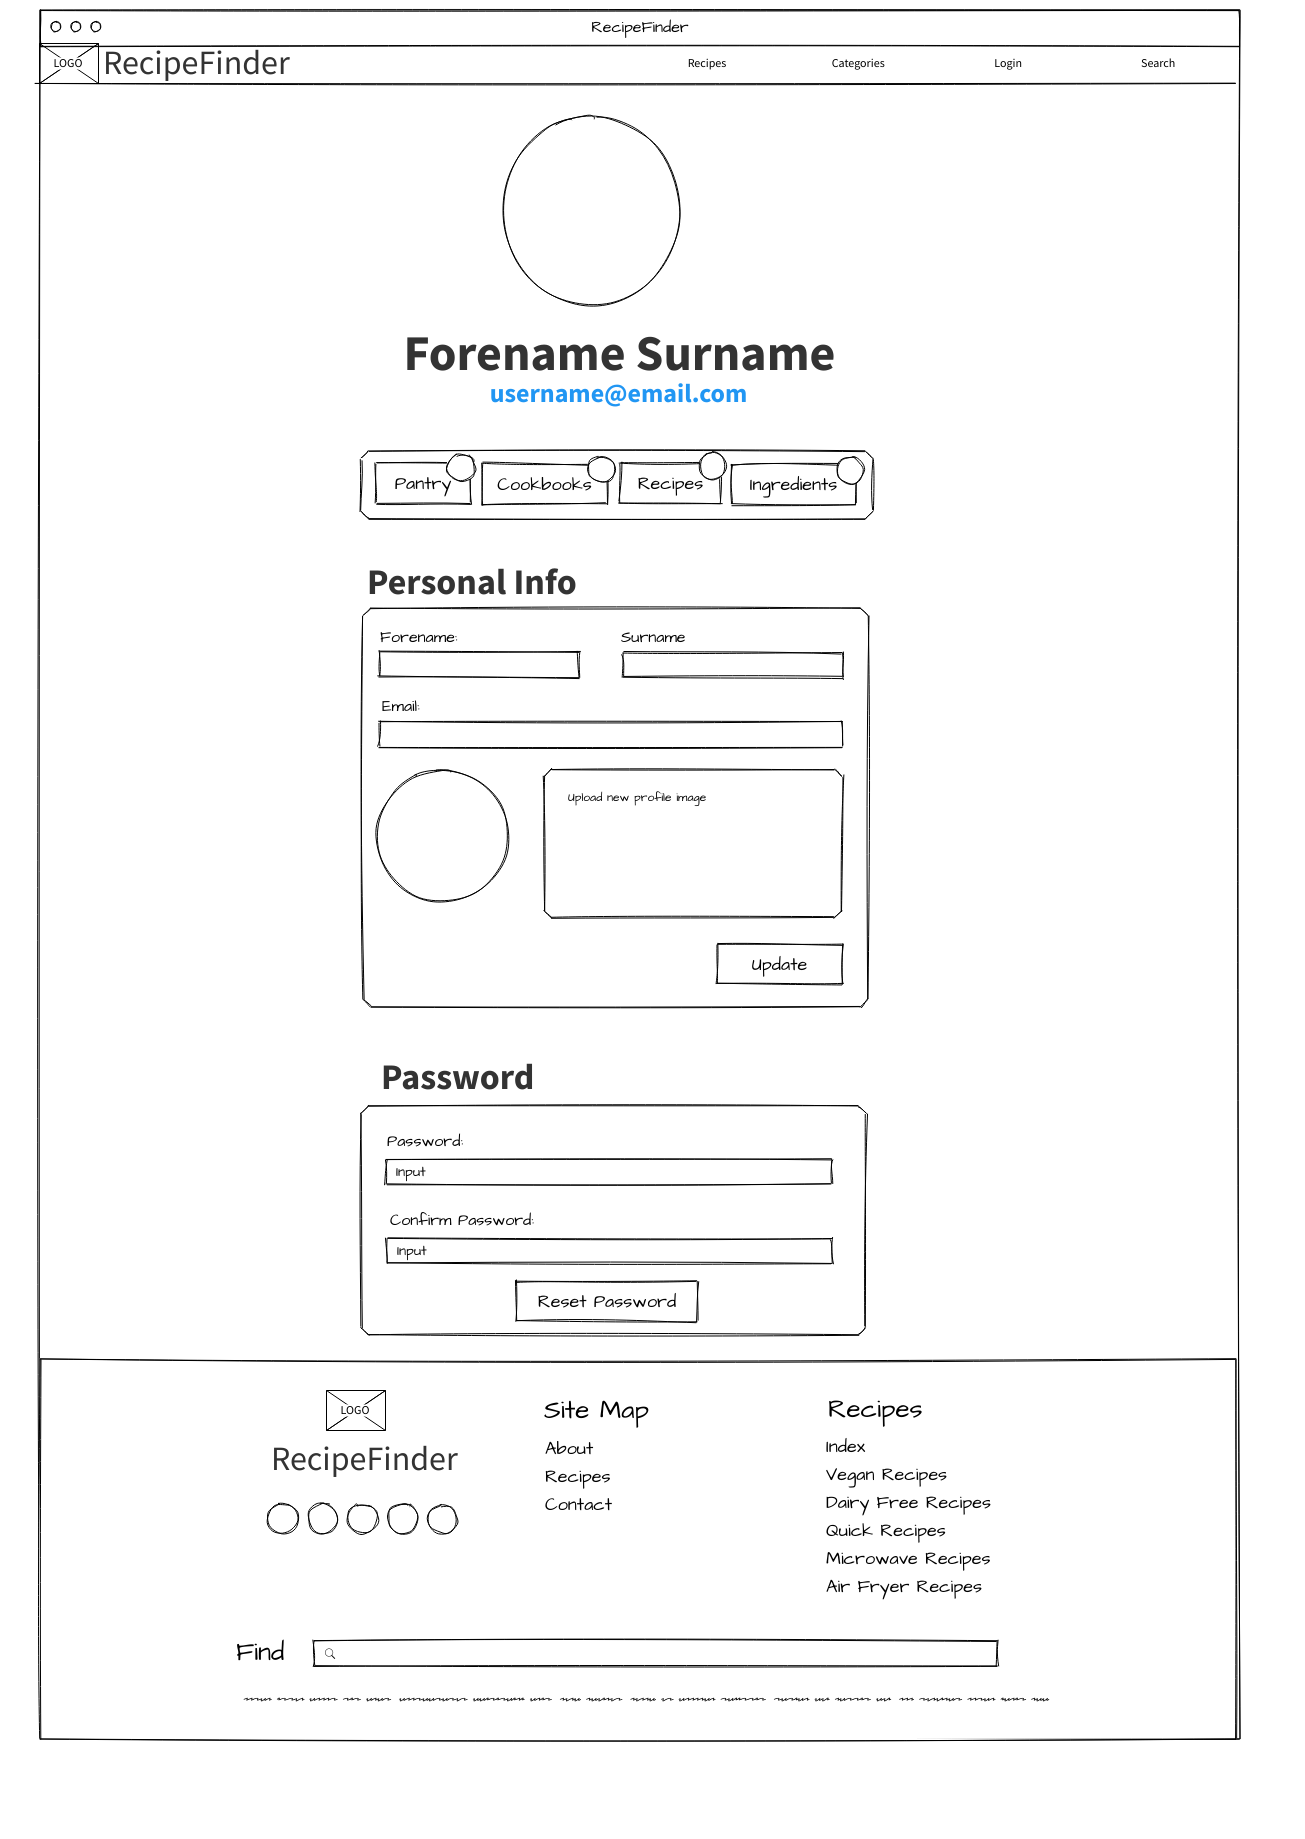 RecipeFinder
LOGO RecipeFinder Recipes Categories Login Search
Forename Surname
username@email.com
Pantry Cookbooks Recipes Ingredients
Personal Info
Forename: Surname
Email:
Upload new profile image
Update
Password
Password:
Input
Confirm Password:
Input
Reset Password
LOGO
RecipeFinder
Site Map
About
Recipes
Contact
Recipes
Index
Vegan Recipes
Dairy Free Recipes
Quick Recipes
Microwave Recipes
Air Fryer Recipes
Find